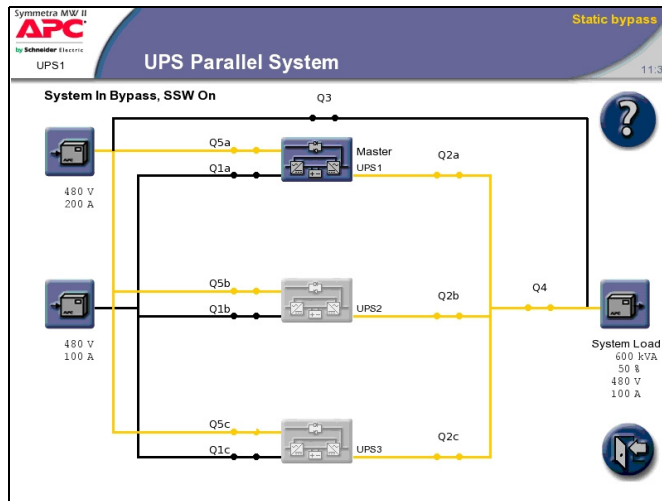 Symmetra MW II
APC
by Schneider Electric
UPS1
UPS Parallel System
Static bypass
11:3
System In Bypass, SSW On
Q3
Q5a
Q1a
Master
UPS1
Q2a
480 V
200 A
Q5b
Q1b
UPS2
Q2b
Q4
480 V
100 A
System Load
600 kVA
50 %
480 V
100 A
Q5c
Q1c
UPS3
Q2c